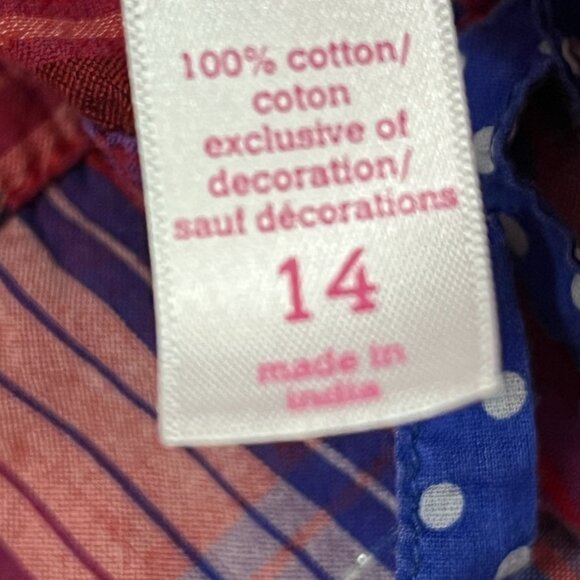 100% cotton/
coton
exclusive of
decoration/
sauf décorations
14
made in
india